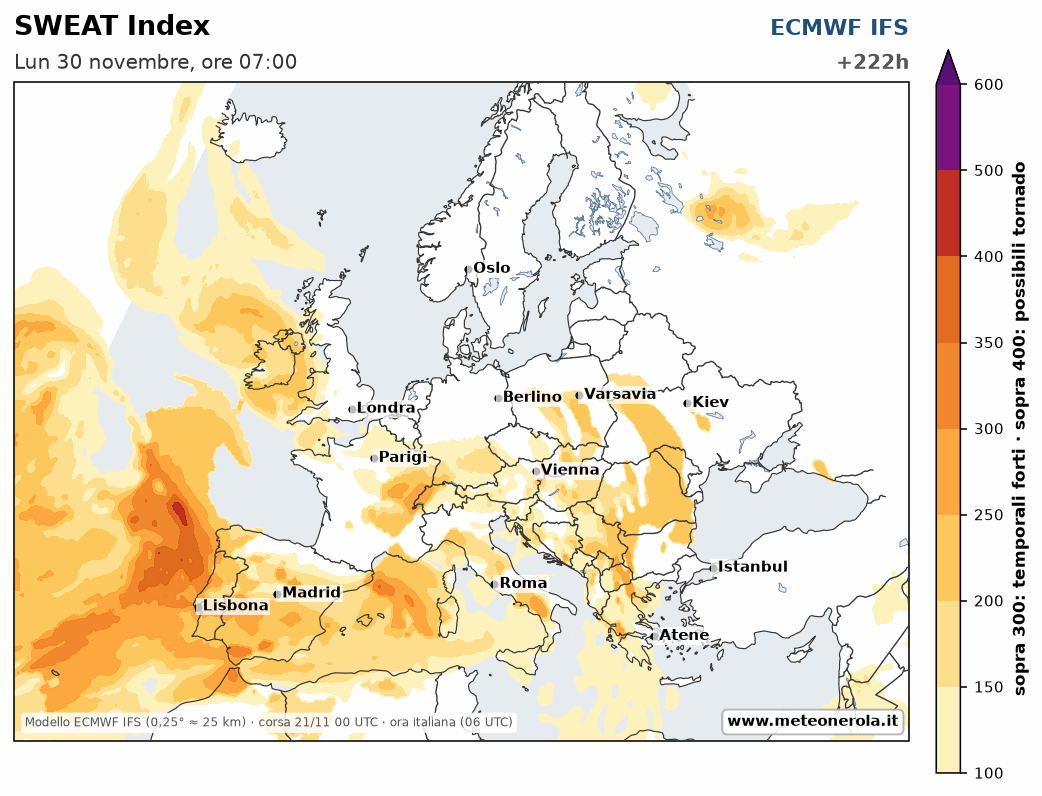 SWEAT Index
ECMWF IFS
Lun 30 novembre, ore 07:00
+222h
Oslo
Londra
Berlino
Varsavia
Kiev
Parigi
Vienna
Istanbul
Roma
Madrid
Lisbona
Atene
Modello ECMWF IFS (0,25° ≈ 25 km) · corsa 21/11 00 UTC · ora italiana (06 UTC)
www.meteonerola.it
600
500
400
350
300
250
200
150
100
sopra 300: temporali forti · sopra 400: possibili tornado